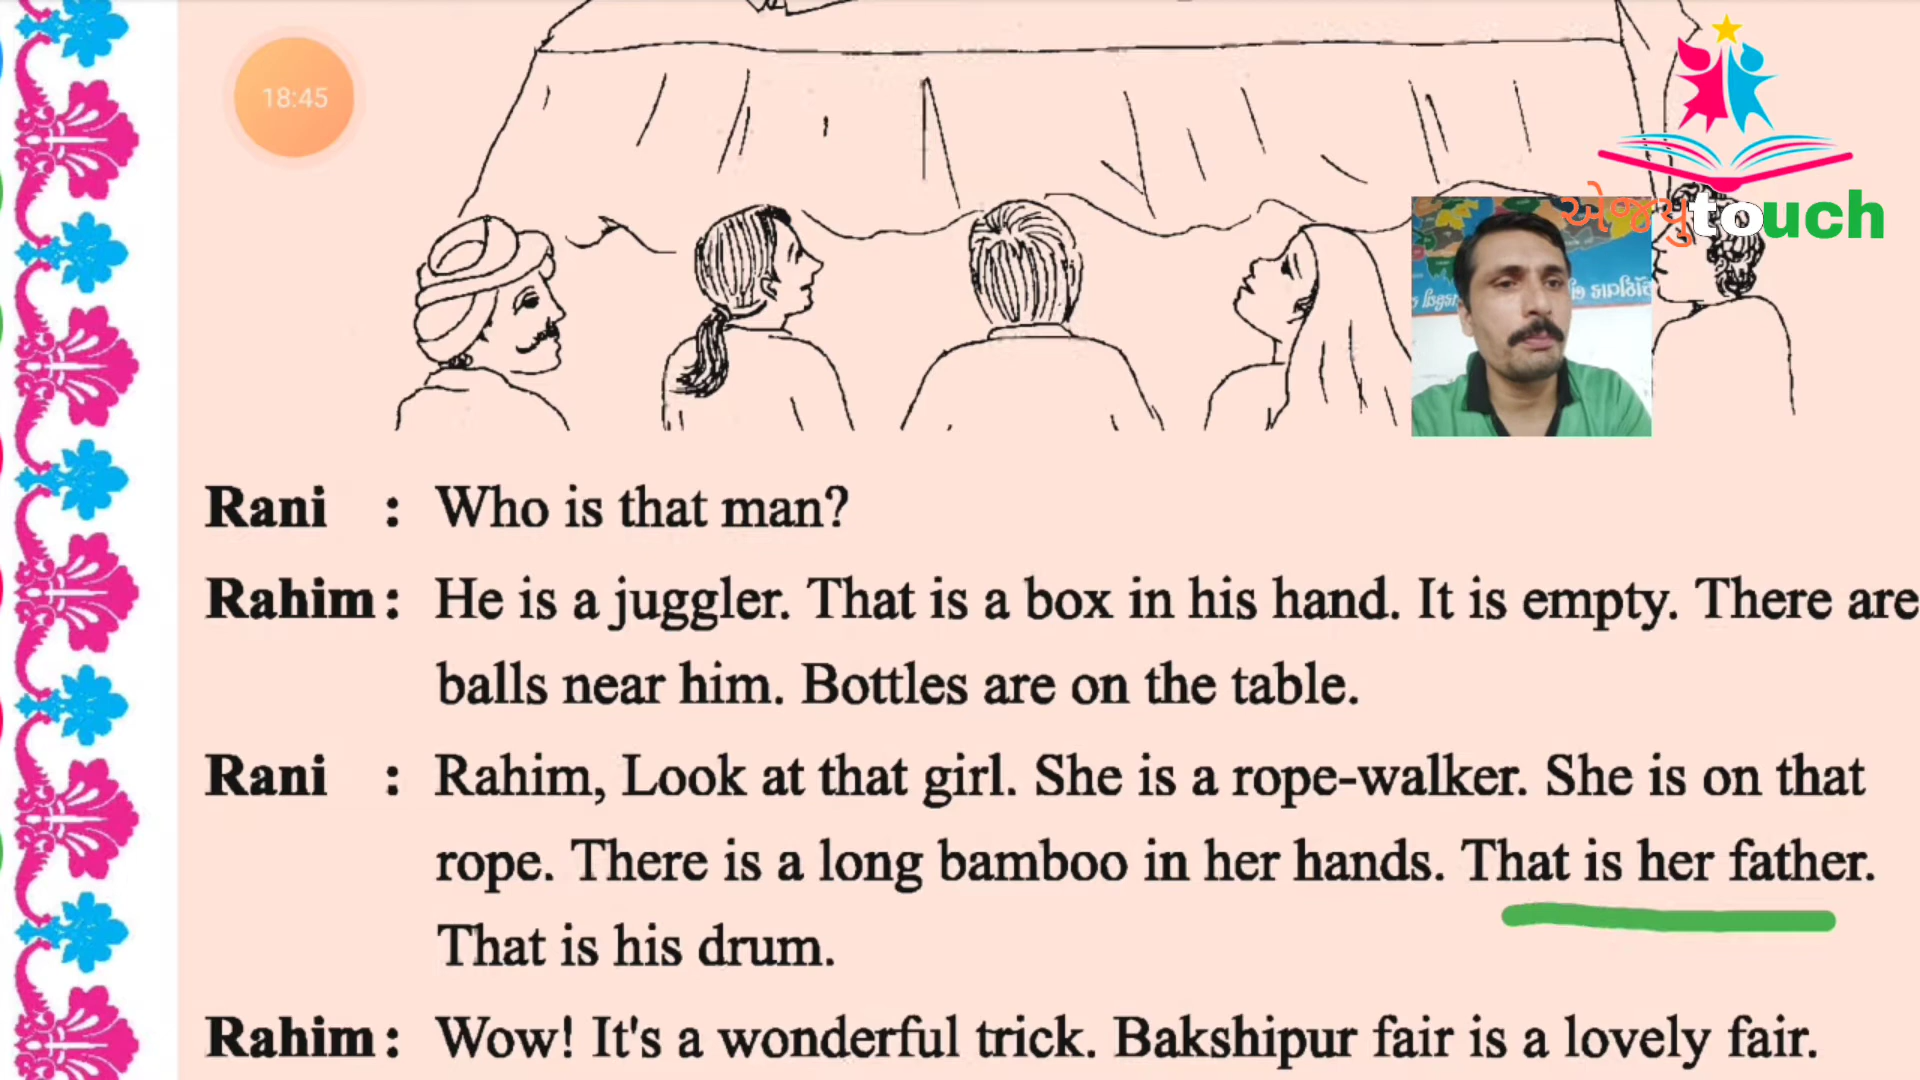 18:45
એજ્યુtouch
Rani : Who is that man?
Rahim : He is a juggler. That is a box in his hand. It is empty. There are
balls near him. Bottles are on the table.
Rani : Rahim, Look at that girl. She is a rope-walker. She is on that
rope. There is a long bamboo in her hands. That is her father.
That is his drum.
Rahim : Wow! It's a wonderful trick. Bakshipur fair is a lovely fair.